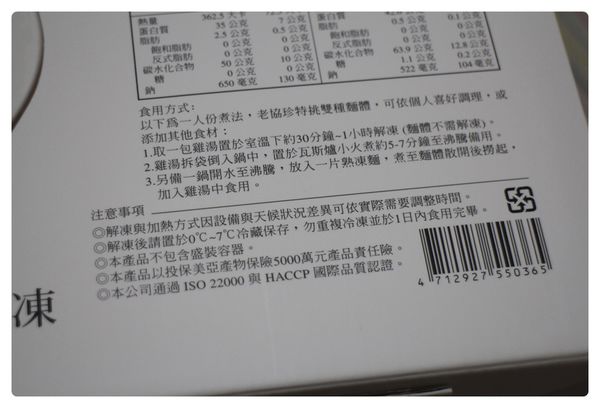 熱量 362.5 大卡
蛋白質 35 公克 7 公克
脂肪 2.5 公克 0.5 公克
飽和脂肪 0 公克 0 公克
反式脂肪 0 公克 0 公克
碳水化合物 50 公克 10 公克
糖 0 公克 0 公克
鈉 650 毫克 130 毫克
蛋白質
脂肪 0.5 公克 0.1 公克
飽和脂肪 0 公克 0 公克
反式脂肪 0 公克 0 公克
碳水化合物 63.9 公克 12.8 公克
糖 1.1 公克 0.2 公克
鈉 522 毫克 104 毫克
食用方式：
以下爲一人份煮法，老協珍特挑雙種麵體，可依個人喜好調理，或
添加其他食材：
1.取一包雞湯置於室溫下約30分鐘~1小時解凍 (麵體不需解凍)。
2.雞湯拆袋倒入鍋中，置於瓦斯爐小火煮約5-7分鐘至沸騰備用。
3.另備一鍋開水至沸騰，放入一片熟凍麵，煮至麵體散開後撈起，
加入雞湯中食用。
注意事項
◎解凍與加熱方式因設備與天候狀況差異可依實際需要調整時間。
◎解凍後請置於0℃~7℃冷藏保存，勿重複冷凍並於1日內食用完畢。
◎本產品不包含盛裝容器。
◎本產品以投保美亞產物保險5000萬元產品責任險。
◎本公司通過 ISO 22000 與 HACCP 國際品質認證。
4 712927 550365
凍